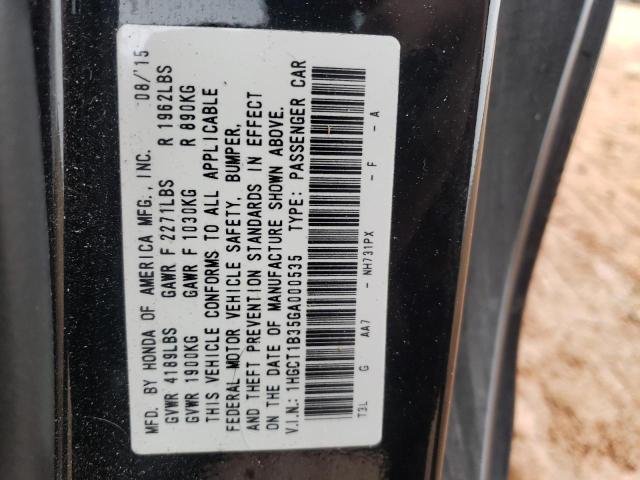 MFD. BY HONDA OF AMERICA MFG., INC. 08/'15
GVWR 4189LBS GAWR F 2271LBS R 1962LBS
GVWR 1900KG GAWR F 1030KG R 890KG
THIS VEHICLE CONFORMS TO ALL APPLICABLE
FEDERAL MOTOR VEHICLE SAFETY, BUMPER,
AND THEFT PREVENTION STANDARDS IN EFFECT
ON THE DATE OF MANUFACTURE SHOWN ABOVE.
V.I.N.: 1HGCT1B35GA000535 TYPE: PASSENGER CAR
T3L G AA7 - NH731PX - F - A